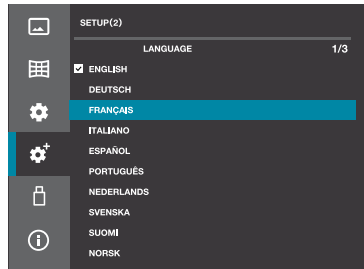 SETUP(2)
LANGUAGE 1/3
ENGLISH
DEUTSCH
FRANÇAIS
ITALIANO
ESPAÑOL
PORTUGUÊS
NEDERLANDS
SVENSKA
SUOMI
NORSK